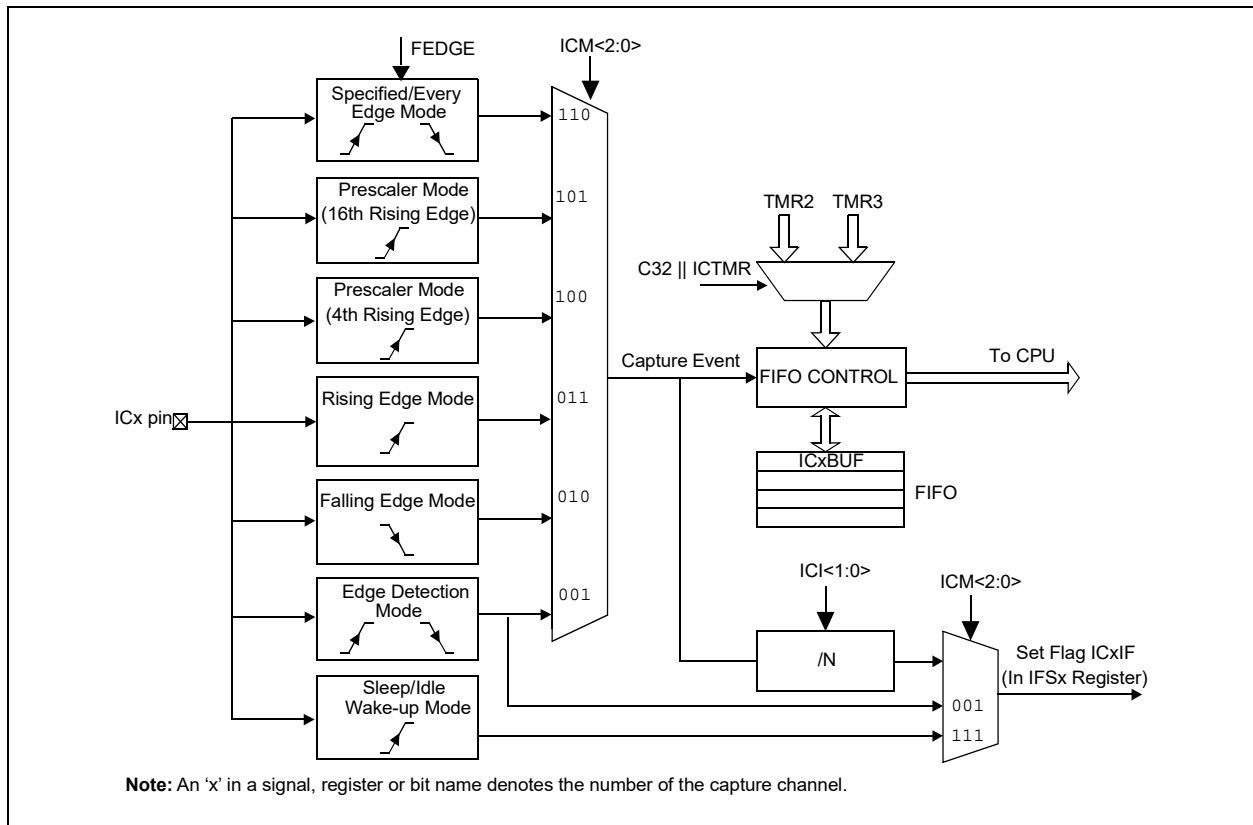 FEDGE
ICM<2:0>
Specified/Every
Edge Mode
110
Prescaler Mode
(16th Rising Edge)
101
TMR2
TMR3
C32 || ICTMR
Prescaler Mode
(4th Rising Edge)
100
Capture Event
FIFO CONTROL
To CPU
ICx pin
Rising Edge Mode
011
ICxBUF
FIFO
Falling Edge Mode
010
ICI<1:0>
ICM<2:0>
Edge Detection
Mode
001
/N
Set Flag ICxIF
(In IFSx Register)
Sleep/Idle
Wake-up Mode
001
111
Note: An ‘x’ in a signal, register or bit name denotes the number of the capture channel.